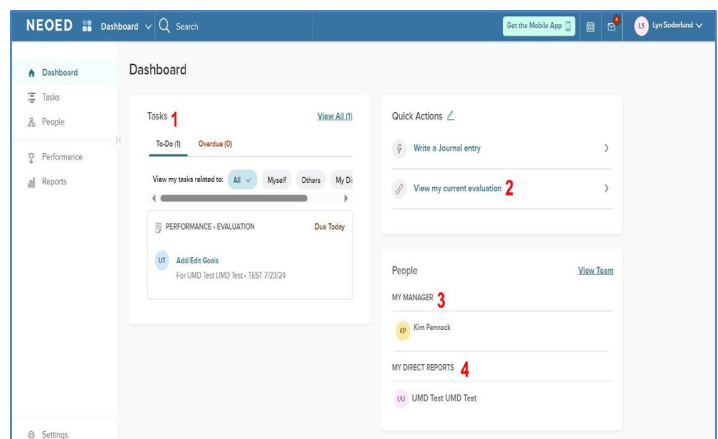 NEOED Dashboard Search Get the Mobile App LS Lyn Soderlund
Dashboard
Tasks
People
Performance
Reports
Settings
Dashboard
Tasks 1 View All (1)
To-Do (1) Overdue (0)
View my tasks related to: All Myself Others My Di
PERFORMANCE • EVALUATION Due Today
UT Add/Edit Goals
For UMD Test UMD Test • TEST 7/23/24
Quick Actions
Write a Journal entry
View my current evaluation 2
People View Team
MY MANAGER 3
KP Kim Pennock
MY DIRECT REPORTS 4
UU UMD Test UMD Test